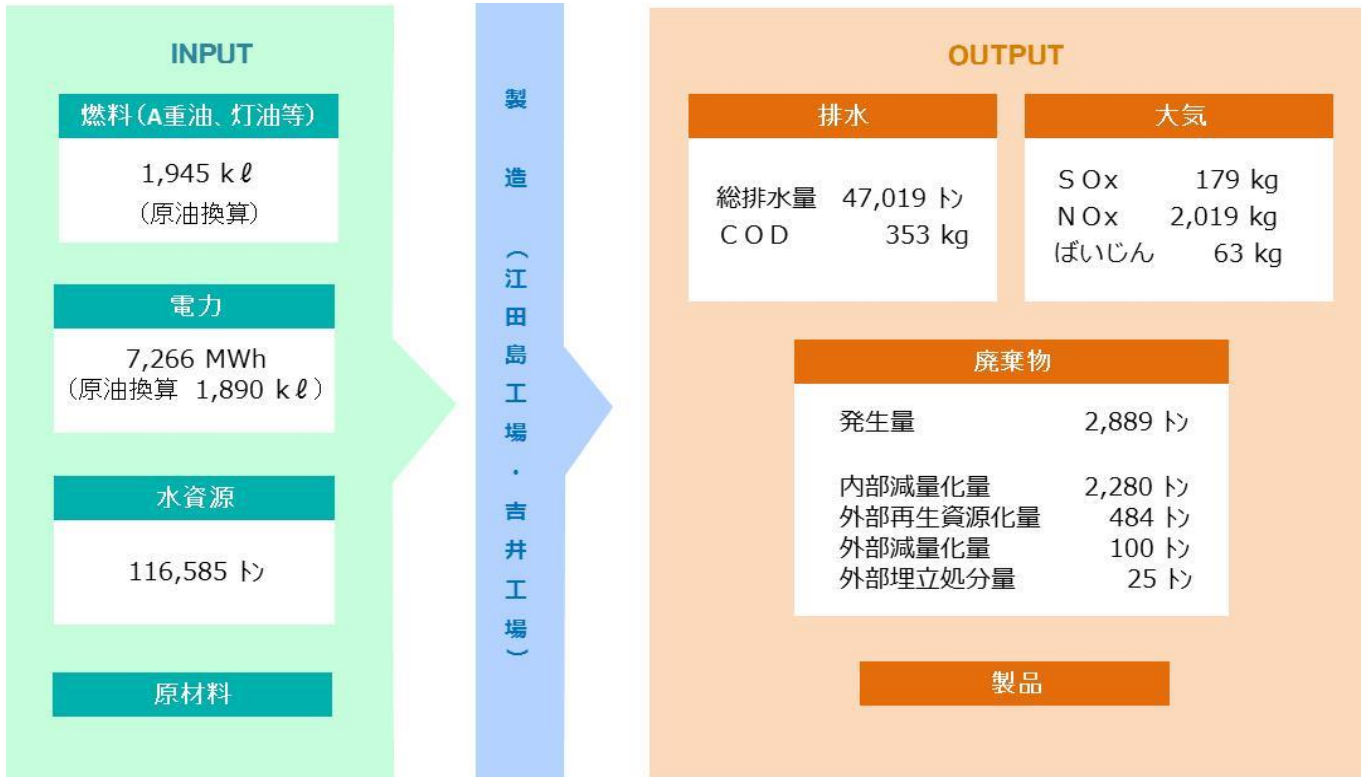 INPUT
燃料(A重油、灯油等)
1,945 kℓ
(原油換算)
電力
7,266 MWh
(原油換算 1,890 kℓ)
水資源
116,585 ㌧
原材料
製造(江田島工場・吉井工場)
OUTPUT
排水
総排水量 47,019 ㌧
COD 353 kg
大気
SOx 179 kg
NOx 2,019 kg
ばいじん 63 kg
廃棄物
発生量 2,889 ㌧
内部減量化量 2,280 ㌧
外部再生資源化量 484 ㌧
外部減量化量 100 ㌧
外部埋立処分量 25 ㌧
製品